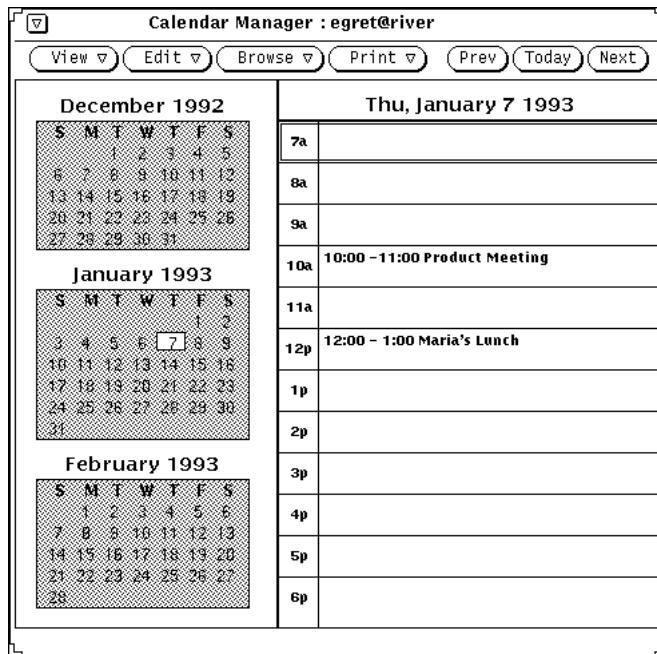 Calendar Manager : egret@river
View Edit Browse Print Prev Today Next
December 1992
S M T W T F S
1 2 3 4 5
6 7 8 9 10 11 12
13 14 15 16 17 18 19
20 21 22 23 24 25 26
27 28 29 30 31
January 1993
S M T W T F S
1 2
3 4 5 6 7 8 9
10 11 12 13 14 15 16
17 18 19 20 21 22 23
24 25 26 27 28 29 30
31
February 1993
S M T W T F S
1 2 3 4 5 6
7 8 9 10 11 12 13
14 15 16 17 18 19 20
21 22 23 24 25 26 27
28
Thu, January 7 1993
7a
8a
9a
10a 10:00 -11:00 Product Meeting
11a
12p 12:00 - 1:00 Maria's Lunch
1p
2p
3p
4p
5p
6p